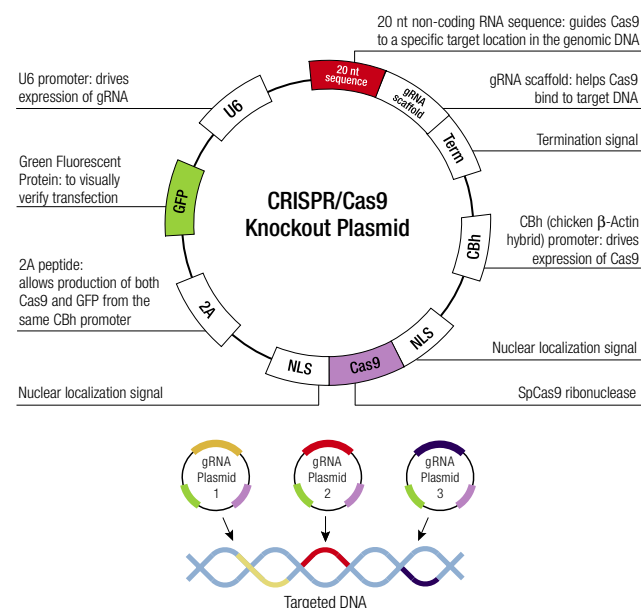 20 nt non-coding RNA sequence: guides Cas9
to a specific target location in the genomic DNA
U6 promoter: drives
expression of gRNA
gRNA scaffold: helps Cas9
bind to target DNA
Termination signal
Green Fluorescent
Protein: to visually
verify transfection
CBh (chicken β-Actin
hybrid) promoter: drives
expression of Cas9
2A peptide:
allows production of both
Cas9 and GFP from the
same CBh promoter
Nuclear localization signal
Nuclear localization signal
SpCas9 ribonuclease
CRISPR/Cas9
Knockout Plasmid
20 nt
sequence
gRNA
scaffold
Term
CBh
NLS
Cas9
NLS
2A
GFP
U6
gRNA
Plasmid
1
gRNA
Plasmid
2
gRNA
Plasmid
3
Targeted DNA